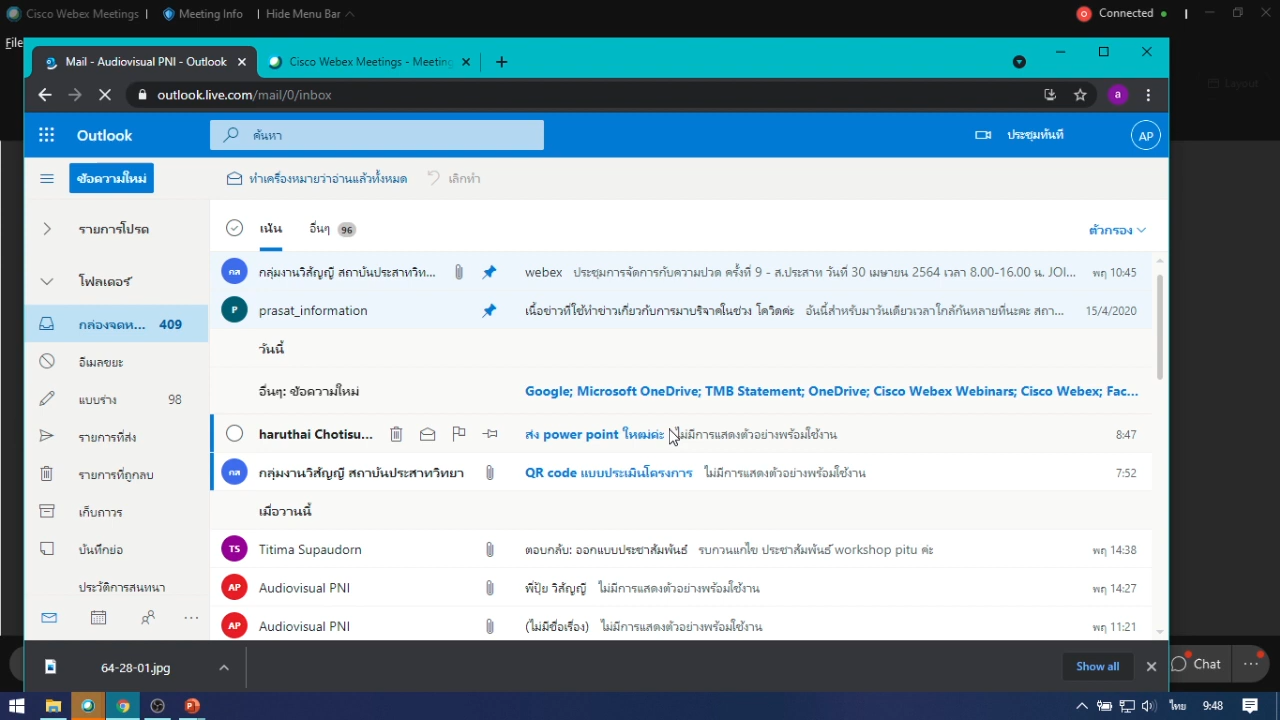 Cisco Webex Meetings | Meeting Info | Hide Menu Bar
Connected
File
Layout
Mail - Audiovisual PNI - Outlook
Cisco Webex Meetings - Meeting
outlook.live.com/mail/0/inbox
a
Outlook
ค้นหา
ประชุมทันที
AP
ข้อความใหม่
ทำเครื่องหมายว่าอ่านแล้วทั้งหมด
เลิกทำ
รายการโปรด
เน้น
อื่นๆ 96
ตัวกรอง
โฟลเดอร์
กส กลุ่มงานวิสัญญี สถาบันประสาทวิท... webex ประชุมการจัดการกับความปวด ครั้งที่ 9 - ส.ประสาท วันที่ 30 เมษายน 2564 เวลา 8.00-16.00 น. JOI... พฤ 10:45
กล่องจดห... 409
P prasat_information เนื้อข่าวที่ใช้ทำข่าวเกี่ยวกับการมาบริจาคในช่วง โควิดค่ะ อันนี้สำหรับมาวันเดียวเวลาใกล้กันหลายที่นะคะ สถา... 15/4/2020
วันนี้
อีเมลขยะ
อื่นๆ: ข้อความใหม่ Google; Microsoft OneDrive; TMB Statement; OneDrive; Cisco Webex Webinars; Cisco Webex; Fac...
แบบร่าง 98
haruthai Chotisu... ส่ง power point ใหม่ค่ะ ไม่มีการแสดงตัวอย่างพร้อมใช้งาน 8:47
รายการที่ส่ง
กส กลุ่มงานวิสัญญี สถาบันประสาทวิทยา QR code แบบประเมินโครงการ ไม่มีการแสดงตัวอย่างพร้อมใช้งาน 7:52
รายการที่ถูกลบ
เมื่อวานนี้
เก็บถาวร
TS Titima Supaudorn ตอบกลับ: ออกแบบประชาสัมพันธ์ รบกวนแก้ไข ประชาสัมพันธ์ workshop pitu ค่ะ พฤ 14:38
บันทึกย่อ
AP Audiovisual PNI พี่ปุ้ย วิสัญญี ไม่มีการแสดงตัวอย่างพร้อมใช้งาน พฤ 14:27
ประวัติการสนทนา
AP Audiovisual PNI (ไม่มีชื่อเรื่อง) ไม่มีการแสดงตัวอย่างพร้อมใช้งาน พฤ 11:21
64-28-01.jpg
Show all
Chat
ไทย 9:48